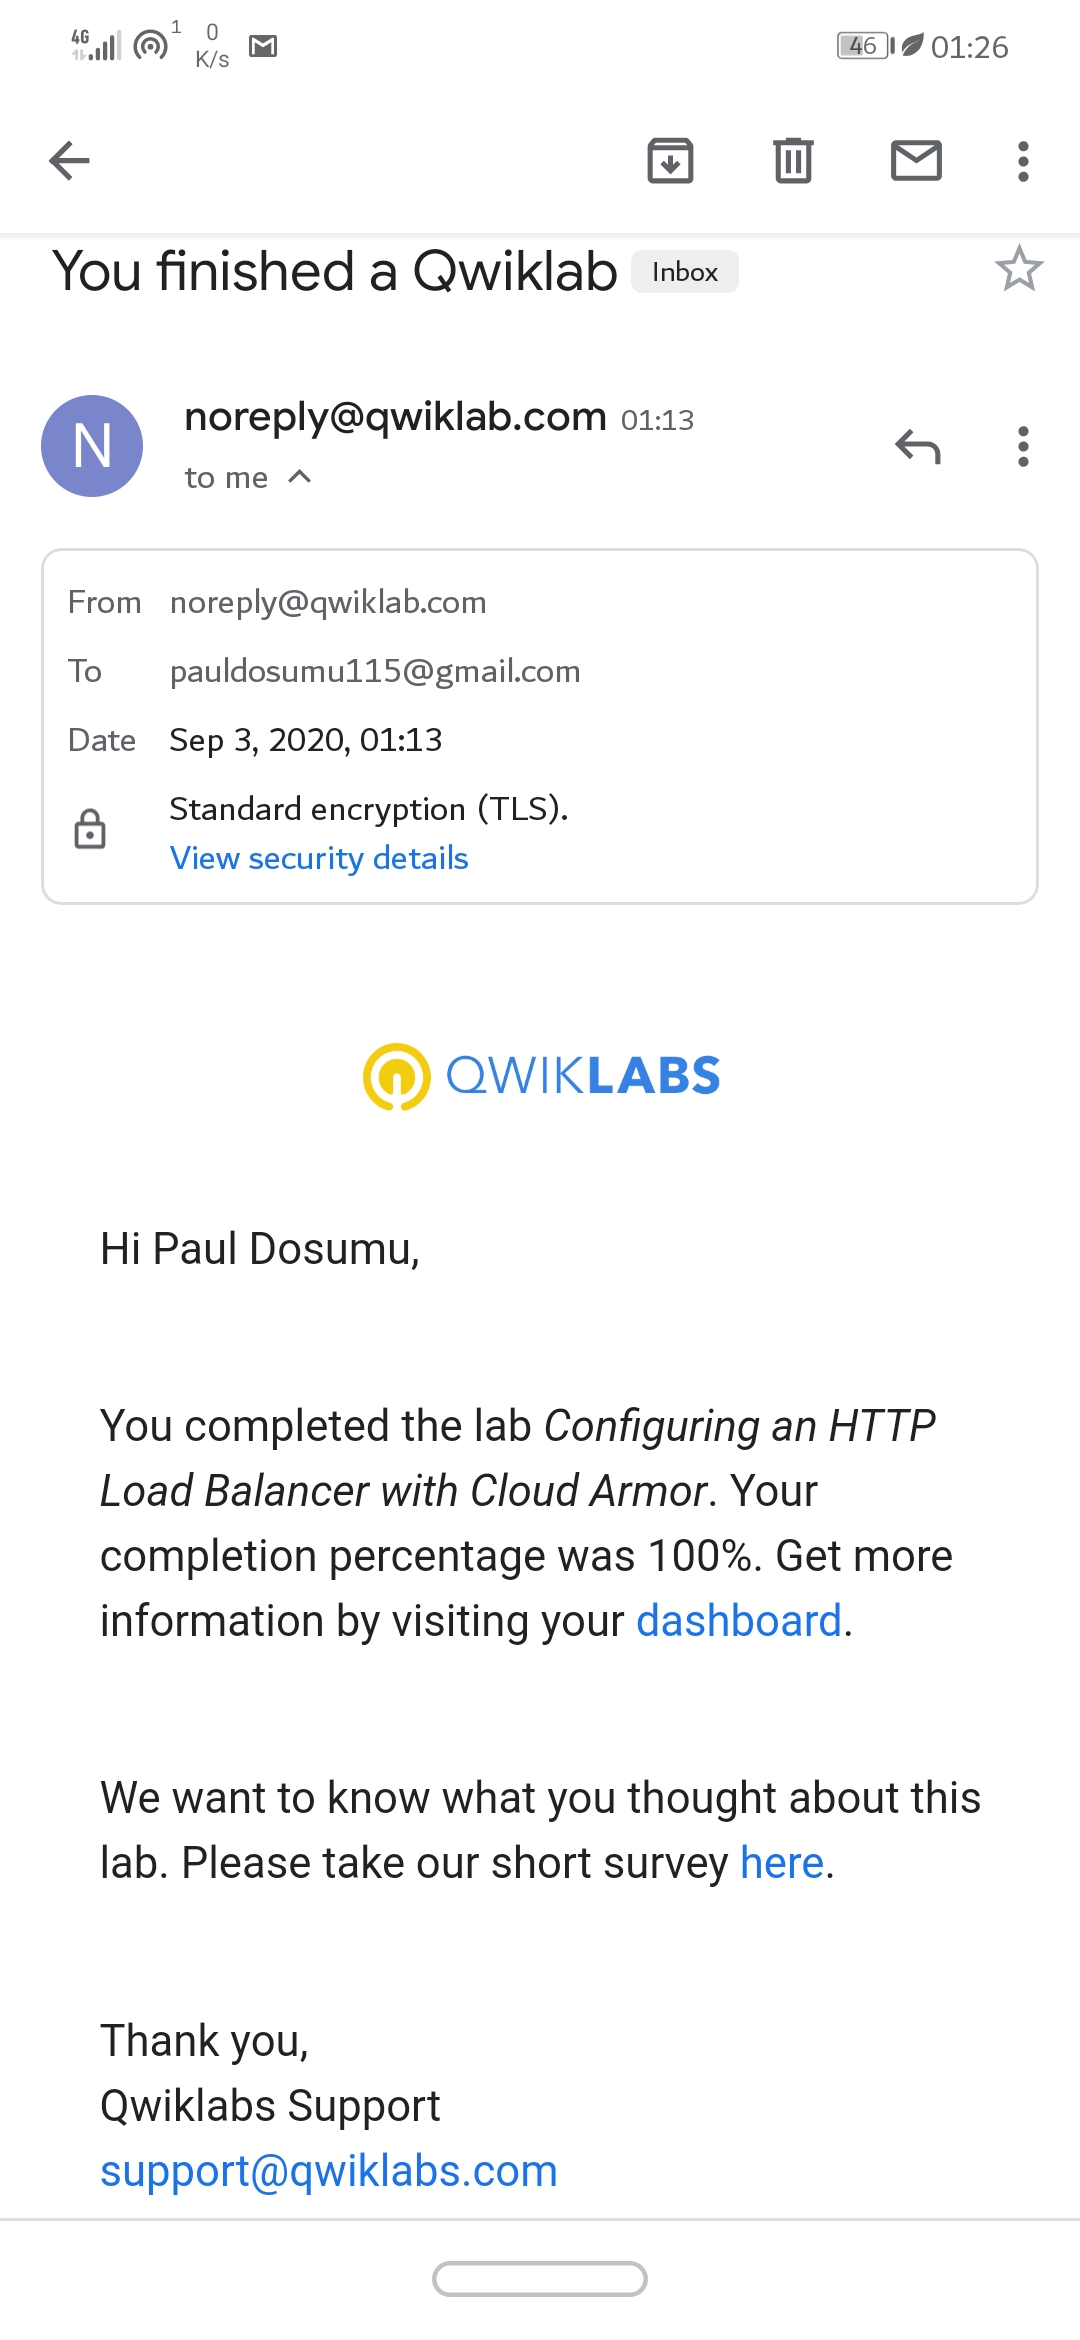 4G 1 0 K/s 46 01:26
You finished a Qwiklab Inbox
N
noreply@qwiklab.com 01:13
to me
From noreply@qwiklab.com
To pauldosumu115@gmail.com
Date Sep 3, 2020, 01:13
Standard encryption (TLS).
View security details
QWIKLABS
Hi Paul Dosumu,
You completed the lab Configuring an HTTP
Load Balancer with Cloud Armor. Your
completion percentage was 100%. Get more
information by visiting your dashboard.
We want to know what you thought about this
lab. Please take our short survey here.
Thank you,
Qwiklabs Support
support@qwiklabs.com